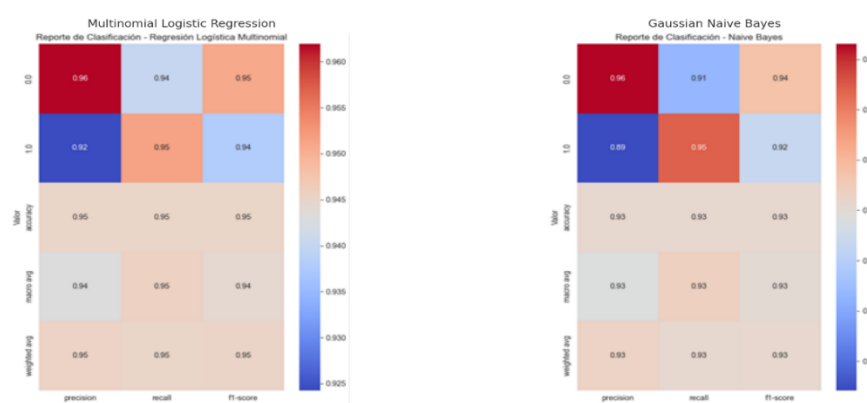 Multinomial Logistic Regression
Reporte de Clasificación - Regresión Logística Multinomial
0.0
0.96
0.94
0.95
1.0
0.92
0.95
0.94
Valor
accuracy
0.95
0.95
0.95
macro avg
0.94
0.95
0.94
weighted avg
0.95
0.95
0.95
precision
recall
f1-score
0.960
0.955
0.950
0.945
0.940
0.935
0.930
0.925
Gaussian Naive Bayes
Reporte de Clasificación - Naive Bayes
0.0
0.96
0.91
0.94
1.0
0.89
0.95
0.92
Valor
accuracy
0.93
0.93
0.93
macro avg
0.93
0.93
0.93
weighted avg
0.93
0.93
0.93
precision
recall
f1-score